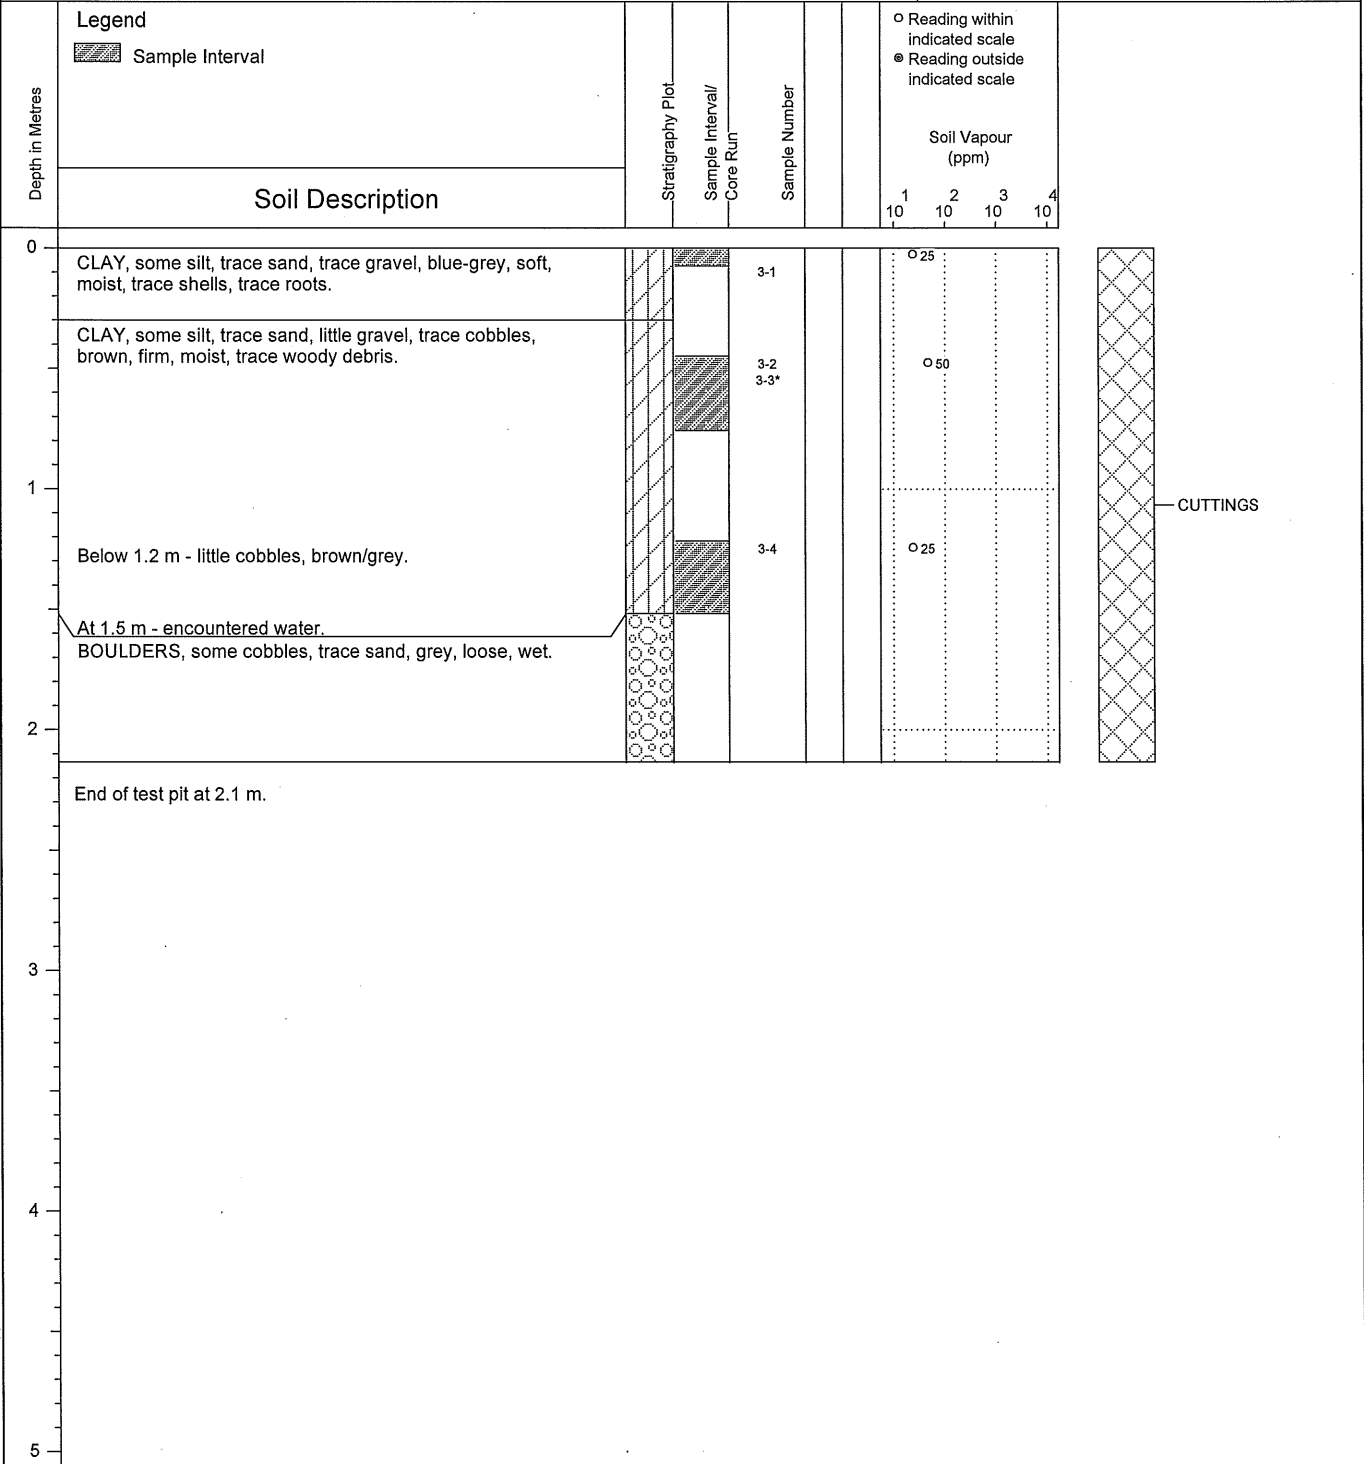 Legend
Sample Interval
Depth in Metres
Soil Description
Stratigraphy Plot
Sample Interval/
Core Run
Sample Number
Reading within
indicated scale
Reading outside
indicated scale
Soil Vapour
(ppm)
1 2 3 4
10 10 10 10
0
CLAY, some silt, trace sand, trace gravel, blue-grey, soft,
moist, trace shells, trace roots.
3-1
25
CLAY, some silt, trace sand, little gravel, trace cobbles,
brown, firm, moist, trace woody debris.
3-2
3-3*
50
1
CUTTINGS
Below 1.2 m - little cobbles, brown/grey.
3-4
25
At 1.5 m - encountered water.
BOULDERS, some cobbles, trace sand, grey, loose, wet.
2
End of test pit at 2.1 m.
3
4
5